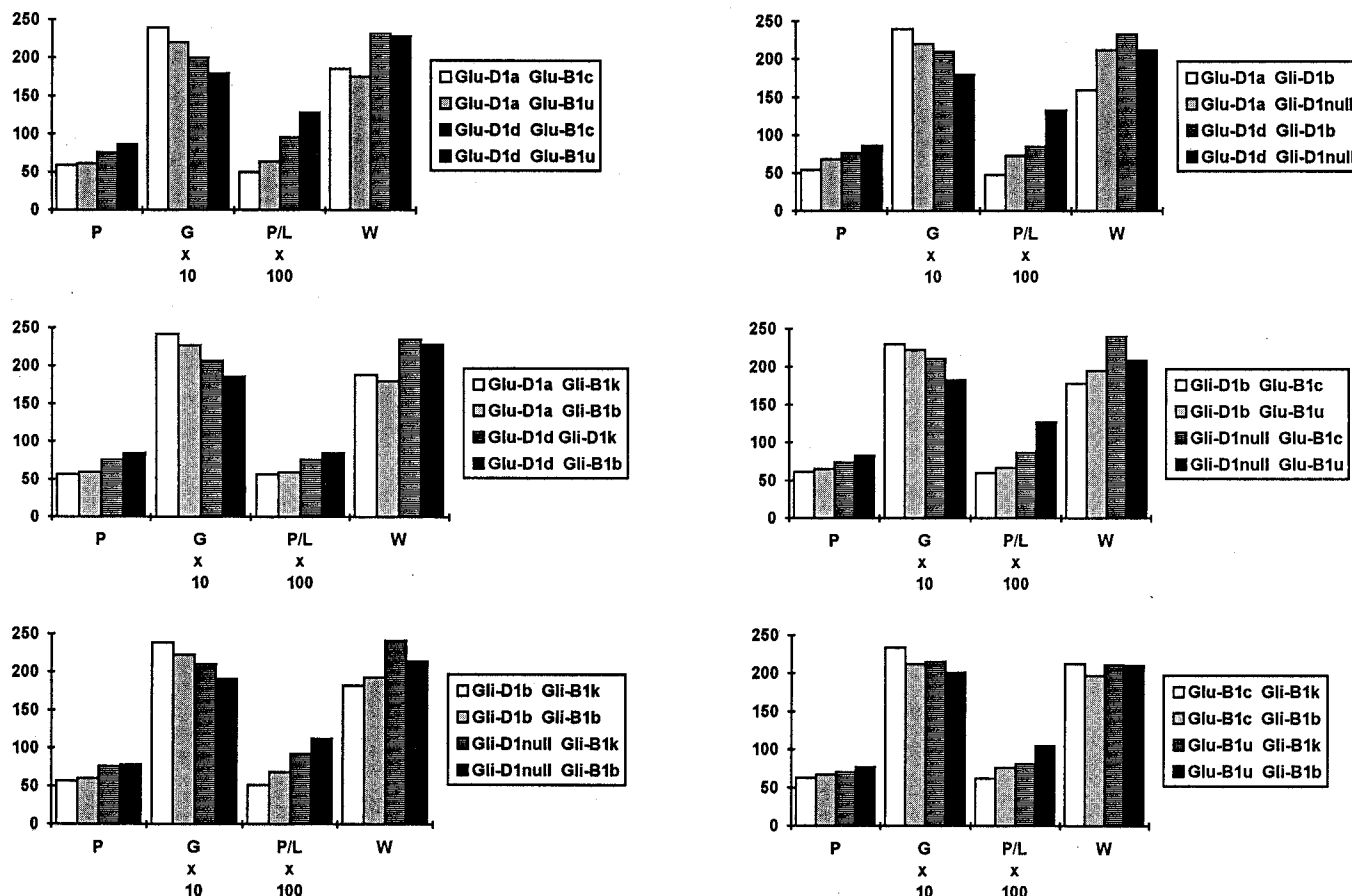 250
200
150
100
50
0
P
G
x
10
P/L
x
100
W
Glu-D1a Glu-B1c
Glu-D1a Glu-B1u
Glu-D1d Glu-B1c
Glu-D1d Glu-B1u
250
200
150
100
50
0
P
G
x
10
P/L
x
100
W
Glu-D1a Gli-D1b
Glu-D1a Gli-D1null
Glu-D1d Gli-D1b
Glu-D1d Gli-D1null
250
200
150
100
50
0
P
G
x
10
P/L
x
100
W
Glu-D1a Gli-B1k
Glu-D1a Gli-B1b
Glu-D1d Gli-D1k
Glu-D1d Gli-B1b
250
200
150
100
50
0
P
G
x
10
P/L
x
100
W
Gli-D1b Glu-B1c
Gli-D1b Glu-B1u
Gli-D1null Glu-B1c
Gli-D1null Glu-B1u
250
200
150
100
50
0
P
G
x
10
P/L
x
100
W
Gli-D1b Gli-B1k
Gli-D1b Gli-B1b
Gli-D1null Gli-B1k
Gli-D1null Gli-B1b
250
200
150
100
50
0
P
G
x
10
P/L
x
100
W
Glu-B1c Gli-B1k
Glu-B1c Gli-B1b
Glu-B1u Gli-B1k
Glu-B1u Gli-B1b